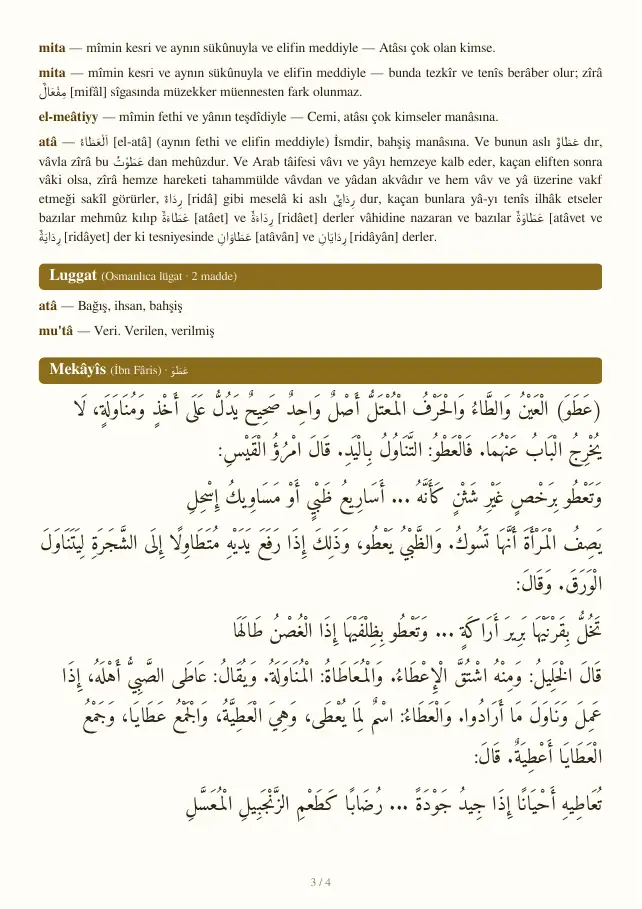 mita — mîmin kesri ve aynın sükûnuyla ve elifin meddiyle — Atâsı çok olan kimse.
mita — mîmin kesri ve aynın sükûnuyla ve elifin meddiyle — bunda tezkîr ve tenîs berâber olur; zîrâ
مِفْعَالٌ [mifâl] sîgasında müzekker müennesten fark olunmaz.
el-meâtiyy — mîmin fethi ve yânın teşdîdiyle — Cemi, atâsı çok kimseler manâsına.
atâ — اَلْعَطَاءُ [el-atâ] (aynın fethi ve elifin meddiyle) İsmdir, bahşiş manâsına. Ve bunun aslı عَطَاوٌ dır,
vâvla zîrâ bu عَطَوْتُ dan mehûzdur. Ve Arab tâifesi vâvı ve yâyı hemzeye kalb eder, kaçan eliften sonra
vâki olsa, zîrâ hemze hareketi tahammülde vâvdan ve yâdan akvâdır ve hem vâv ve yâ üzerine vakf
etmeği sakîl görürler, رِدَاءٌ [ridâ] gibi meselâ ki aslı رِدَايٌ dur, kaçan bunlara yâ-yı tenîs ilhâk etseler
bazılar mehmûz kılıp عَطَاءَةٌ [atâet] ve رِدَاءَةٌ [ridâet] derler vâhidine nazaran ve bazılar عَطَاوَةٌ [atâvet ve
رِدَايَةٌ [ridâyet] der ki tesniyesinde عَطَاوَانِ [atâvân] ve رِدَايَانِ [ridâyân] derler.
Luggat (Osmanlıca lügat · 2 madde)
atâ — Bağış, ihsan, bahşiş
mu'tâ — Veri. Verilen, verilmiş
Mekâyîs (İbn Fâris) · عَطَوَ
(عَطَوَ) الْعَيْنُ وَالطَّاءُ وَالْحَرْفُ الْمُعْتَلُّ أَصْلٌ وَاحِدٌ صَحِيحٌ يَدُلُّ عَلَى أَخْذٍ وَمُنَاوَلَةٍ، لَا
يُخْرِجُ الْبَابُ عَنْهُمَا. فَالْعَطْوُ: التَّنَاوُلُ بِالْيَدِ. قَالَ امْرُؤُ الْقَيْسِ:
وَتَعْطُو بِرَخْصٍ غَيْرِ شَثْنٍ كَأَنَّهُ ... أَسَارِيعُ ظَبْيٍ أَوْ مَسَاوِيكُ إِسْحِلِ
يَصِفُ الْمَرْأَةَ أَنَّهَا تَسُوكُ. وَالظَّبْيُ يَعْطُو، وَذَلِكَ إِذَا رَفَعَ يَدَيْهِ مُتَطَاوِلًا إِلَى الشَّجَرَةِ لِيَتَنَاوَلَ
الْوَرَقَ. وَقَالَ:
تَخُلُّ بِقَرْنَيْهَا بَرِيرَ أَرَاكَةٍ ... وَتَعْطُو بِظِلْفَيْهَا إِذَا الْغُصْنُ طَالَهَا
قَالَ الْخَلِيلُ: وَمِنْهُ اشْتُقَّ الْإِعْطَاءُ. وَالْمُعَاطَاةُ: الْمُنَاوَلَةُ. وَيُقَالُ: عَاطَى الصَّبِيُّ أَهْلَهُ، إِذَا
عَمِلَ وَنَاوَلَ مَا أَرَادُوا. وَالْعَطَاءُ: اسْمٌ لِمَا يُعْطَى، وَهِيَ الْعَطِيَّةُ، وَالْجَمْعُ عَطَايَا، وَجَمْعُ
الْعَطَايَا أَعْطِيَةٌ. قَالَ:
تُعَاطِيهِ أَحْيَانًا إِذَا جِيدُ جَوْدَةً ... رُضَابًا كَطَعْمِ الزَّنْجَبِيلِ الْمُعَسَّلِ
3 / 4